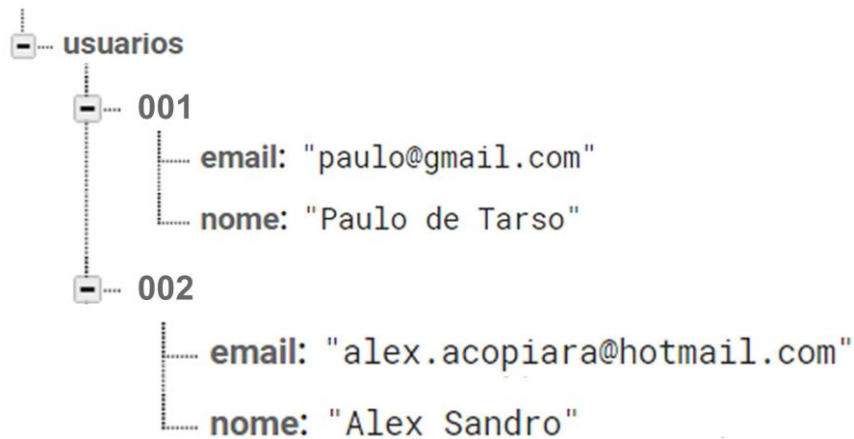 usuarios
001
email: "paulo@gmail.com"
nome: "Paulo de Tarso"
002
email: "alex.acopiara@hotmail.com"
nome: "Alex Sandro"